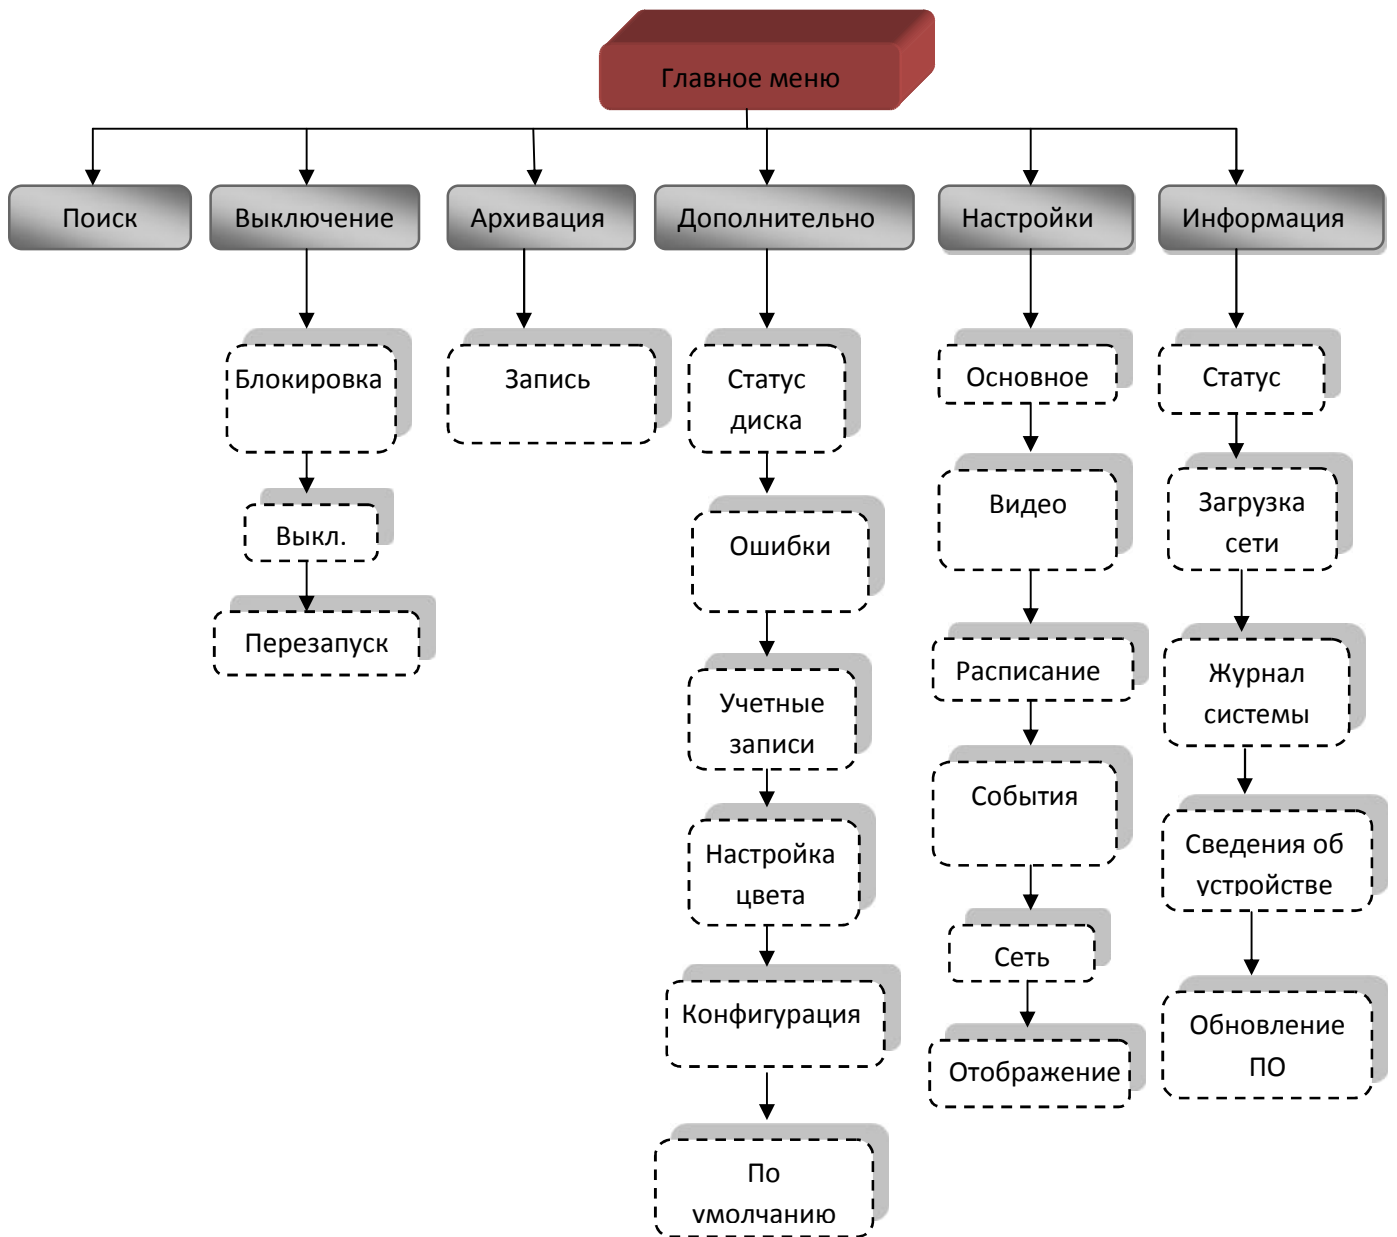 Главное меню
Поиск
Выключение
Архивация
Дополнительно
Настройки
Информация
Блокировка
Выкл.
Перезапуск
Запись
Статус
диска
Ошибки
Учетные
записи
Настройка
цвета
Конфигурация
По
умолчанию
Основное
Видео
Расписание
События
Сеть
Отображение
Статус
Загрузка
сети
Журнал
системы
Сведения об
устройстве
Обновление
ПО